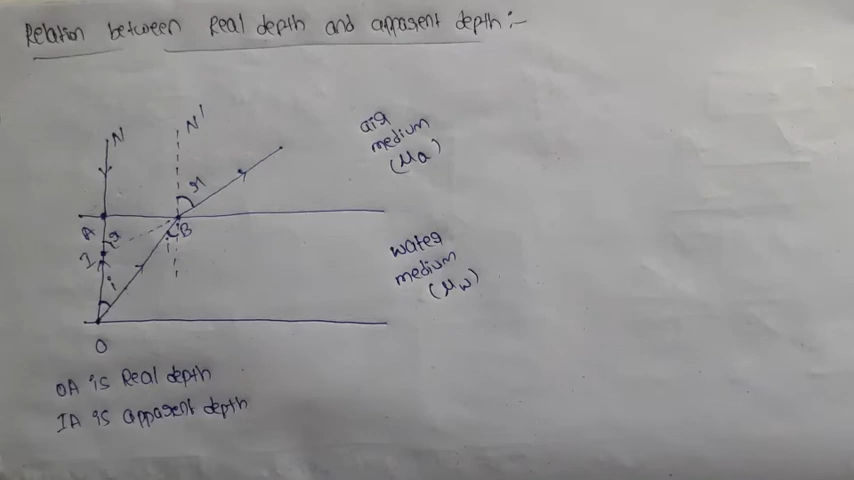 Relation between Real depth and apparent depth:-
N
N'
air
medium
(μa)
r
A
B
r
i
I
i
water
medium
(μw)
O
OA is Real depth
IA is apparent depth